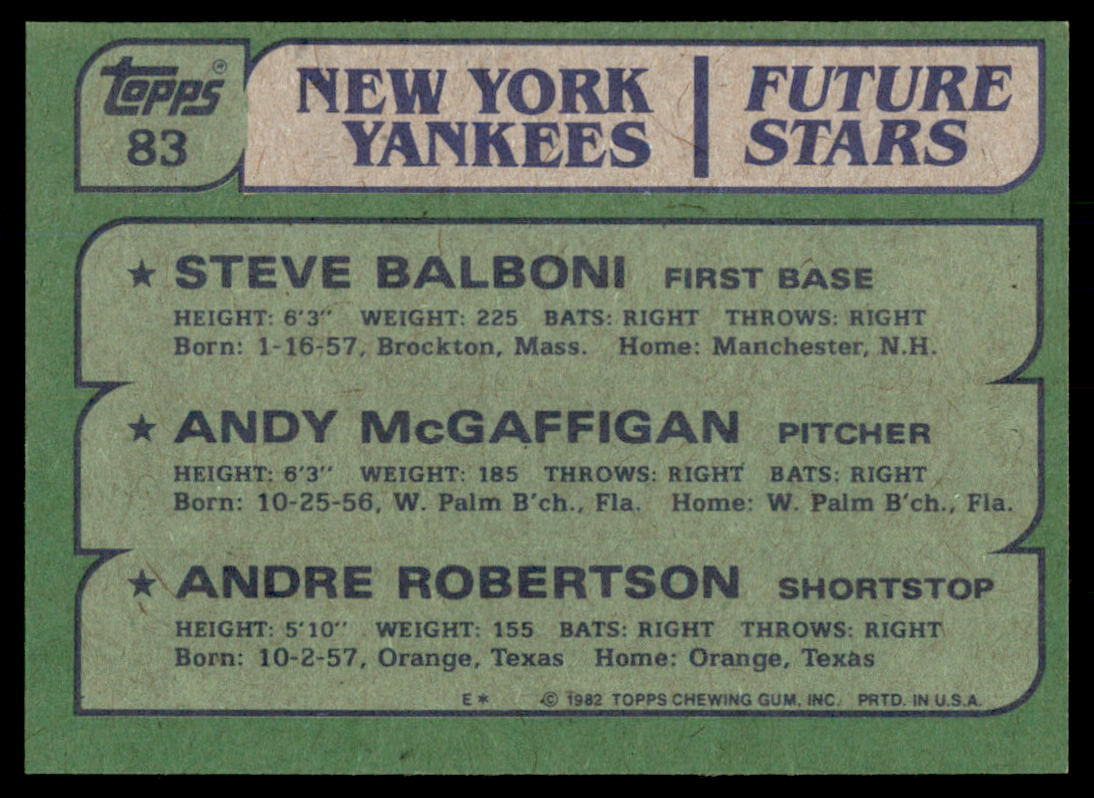 topps®
83
NEW YORK
YANKEES
FUTURE
STARS
★ STEVE BALBONI FIRST BASE
HEIGHT: 6'3" WEIGHT: 225 BATS: RIGHT THROWS: RIGHT
Born: 1-16-57, Brockton, Mass. Home: Manchester, N.H.
★ ANDY McGAFFIGAN PITCHER
HEIGHT: 6'3" WEIGHT: 185 THROWS: RIGHT BATS: RIGHT
Born: 10-25-56, W. Palm B'ch., Fla. Home: W. Palm B'ch., Fla.
★ ANDRE ROBERTSON SHORTSTOP
HEIGHT: 5'10" WEIGHT: 155 BATS: RIGHT THROWS: RIGHT
Born: 10-2-57, Orange, Texas Home: Orange, Texas
E* © 1982 TOPPS CHEWING GUM, INC. PRTD. IN U.S.A.